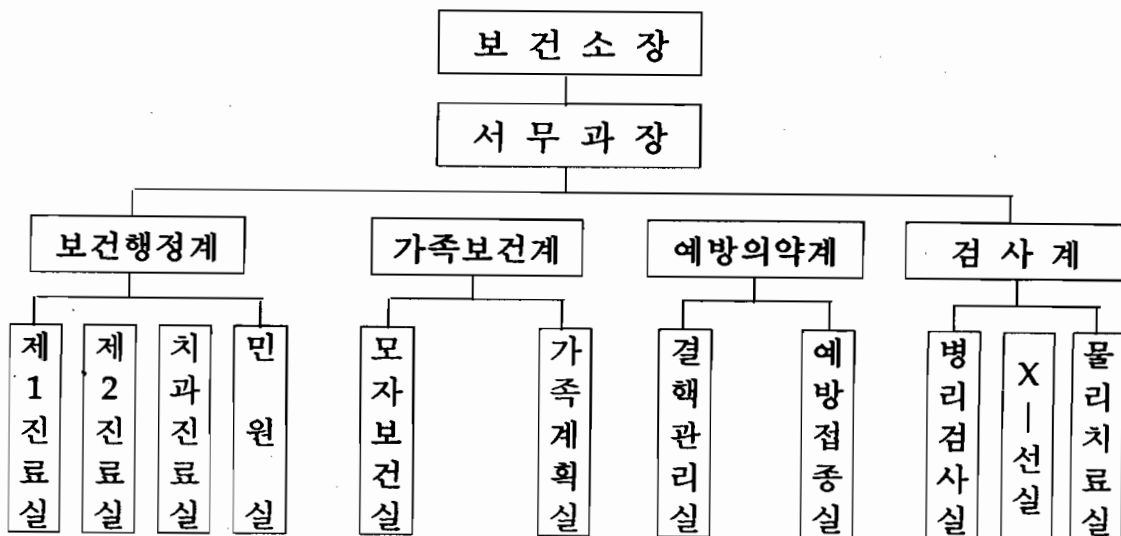 보 건 소 장
서 무 과 장
보건행정계
가족보건계
예방의약계
검 사 계
제1진료실
제2진료실
치과진료실
민 원 실
모자보건실
가족계획실
결핵관리실
예방접종실
병리검사실
X-선실
물리치료실